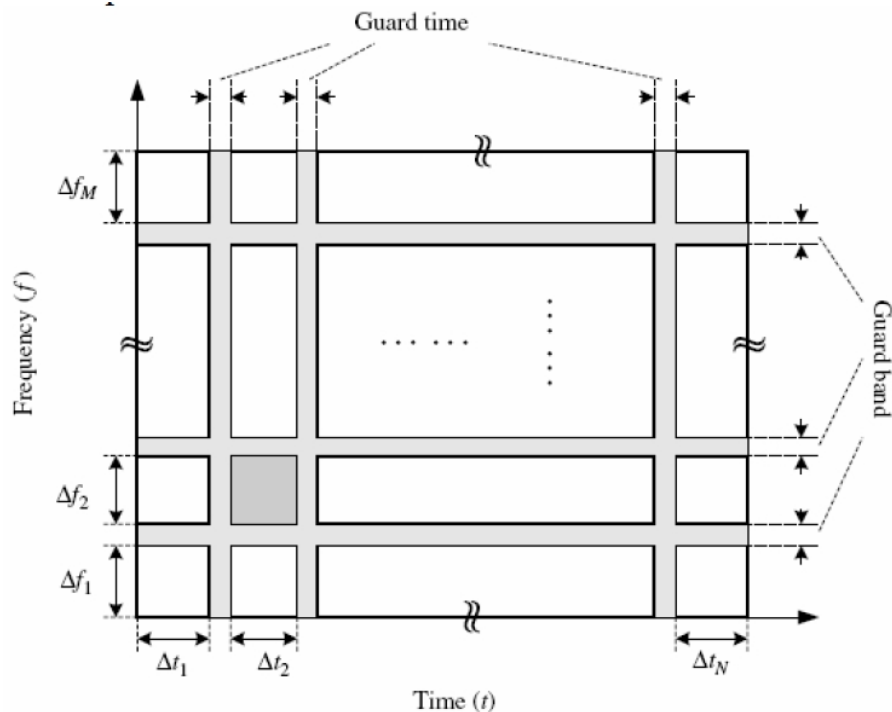 Guard time
Δf_M
Frequency (f)
Guard band
Δf_2
Δf_1
Δt_1
Δt_2
Δt_N
Time (t)